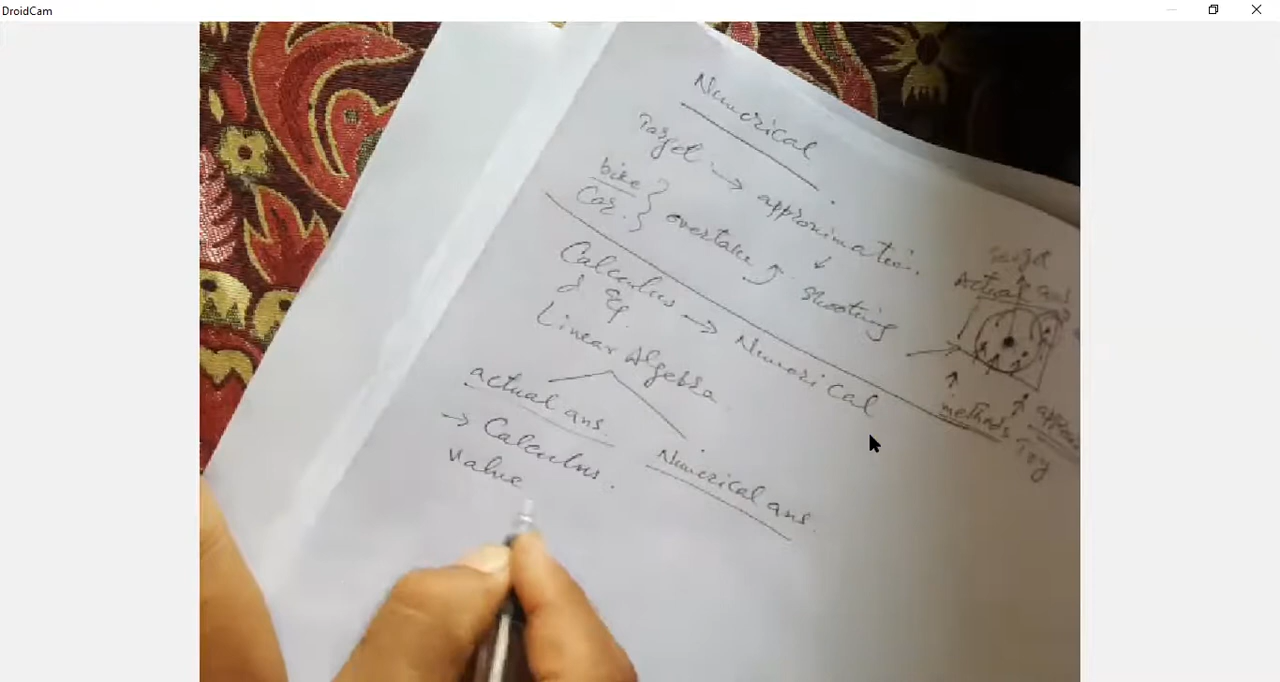 DroidCam
Numerical
Target → approximation.
bike } overtake ↓
Car. } shooting
Calculus → Numerical
& Eq.
Linear Algebra
actual ans.
Numerical ans.
→ Calculus.
value
Target
Actual ans
methods
Try